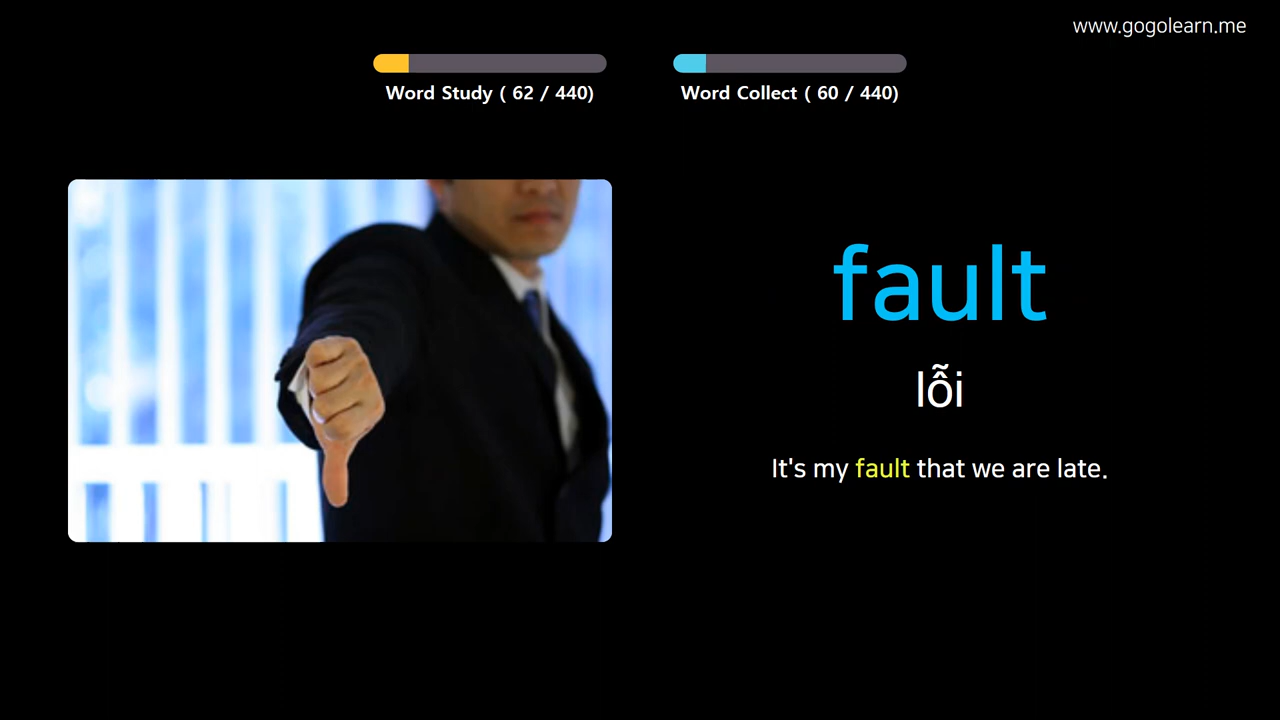 www.gogolearn.me
Word Study ( 62 / 440)
Word Collect ( 60 / 440)
fault
lỗi
It's my fault that we are late.